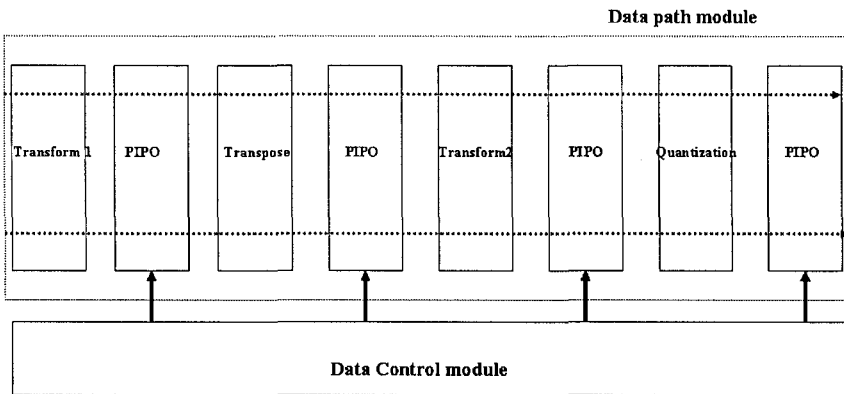 Data path module
Transform 1 PIPO Transpose PIPO Transform2 PIPO Quantization PIPO
Data Control module